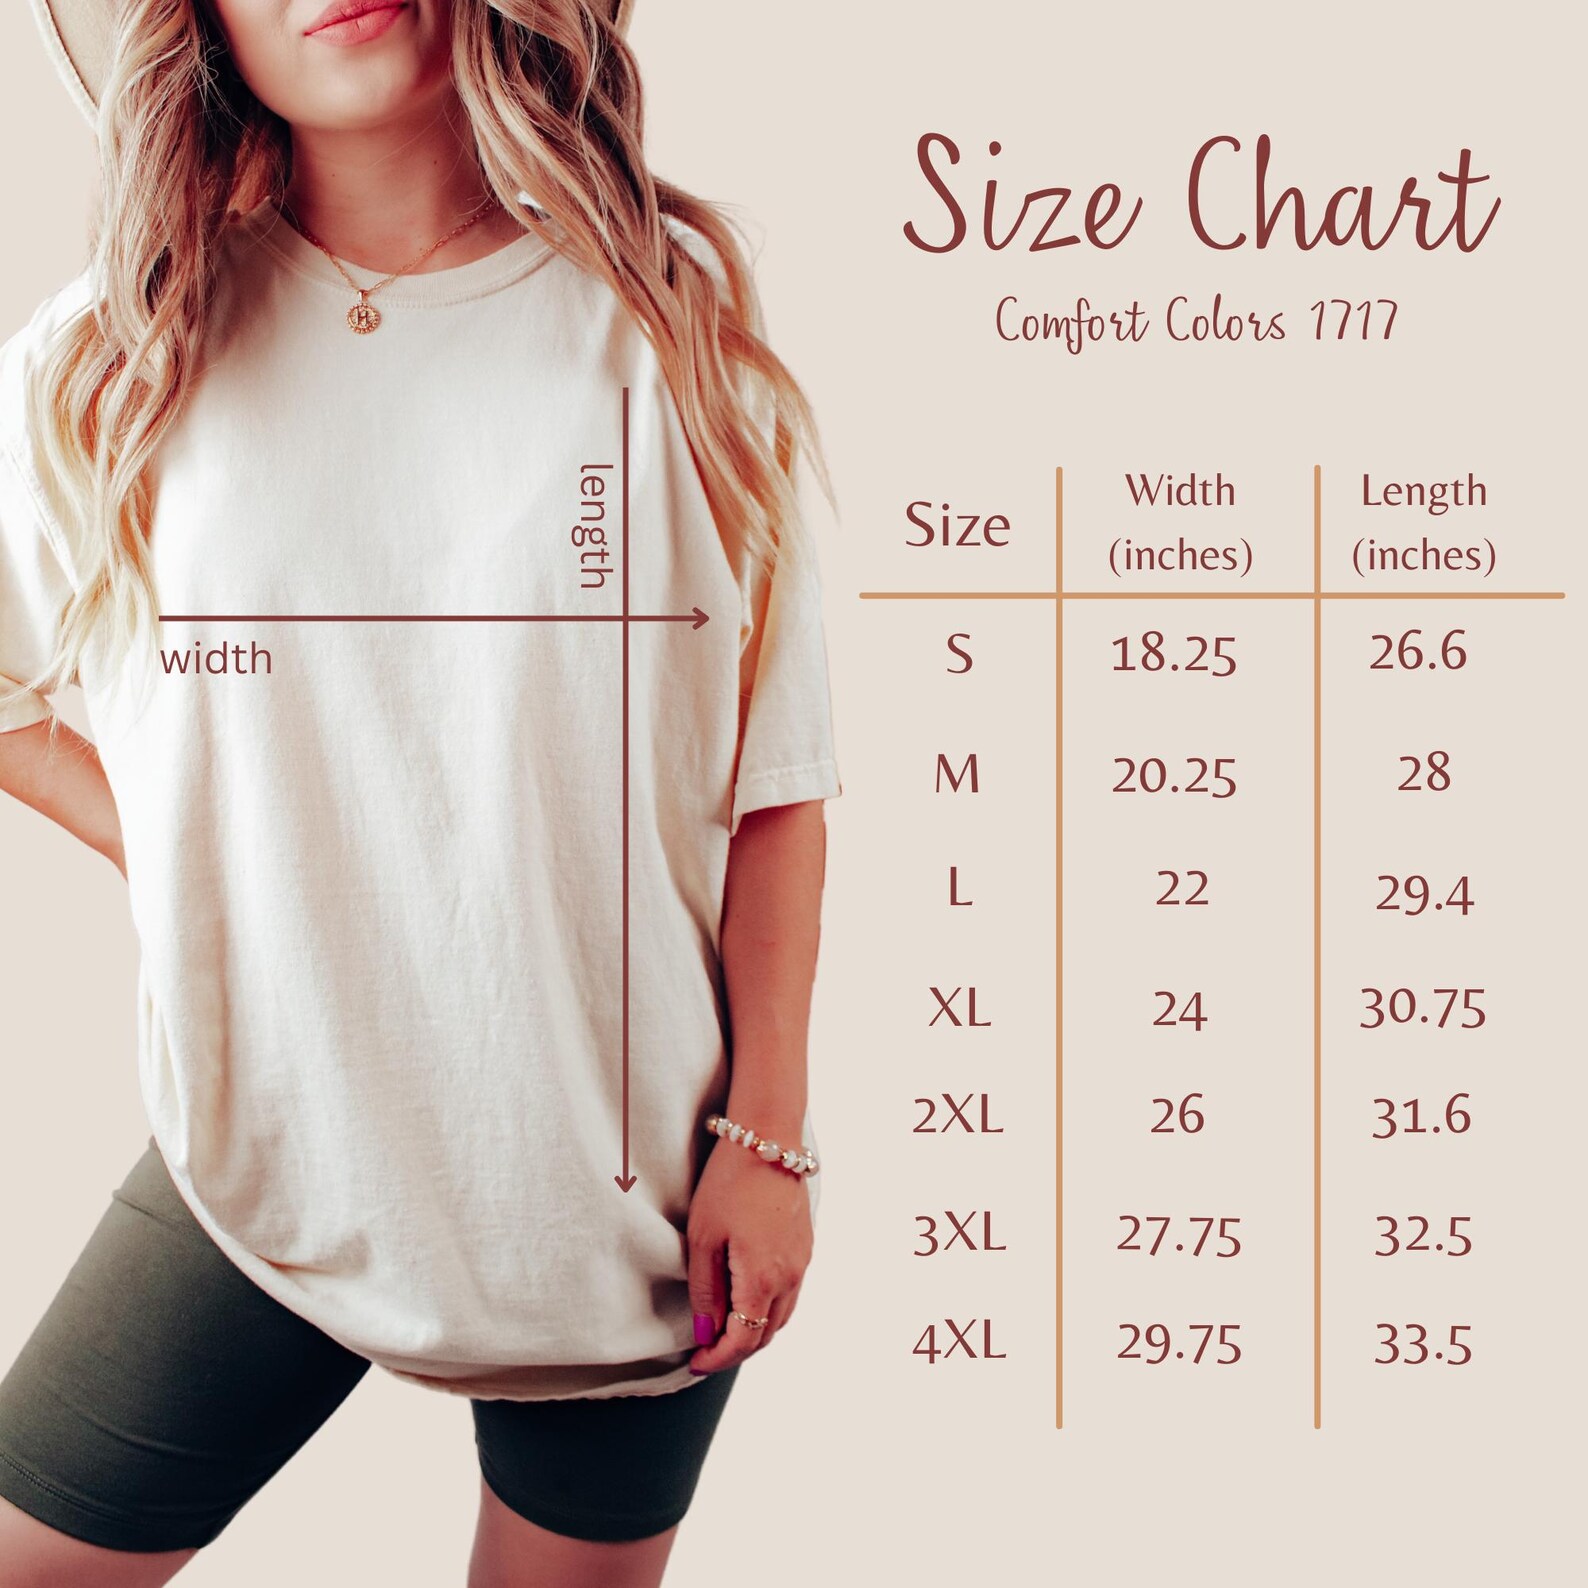 Size Chart
Comfort Colors 1717
length
width
Size Width (inches) Length (inches)
S 18.25 26.6
M 20.25 28
L 22 29.4
XL 24 30.75
2XL 26 31.6
3XL 27.75 32.5
4XL 29.75 33.5